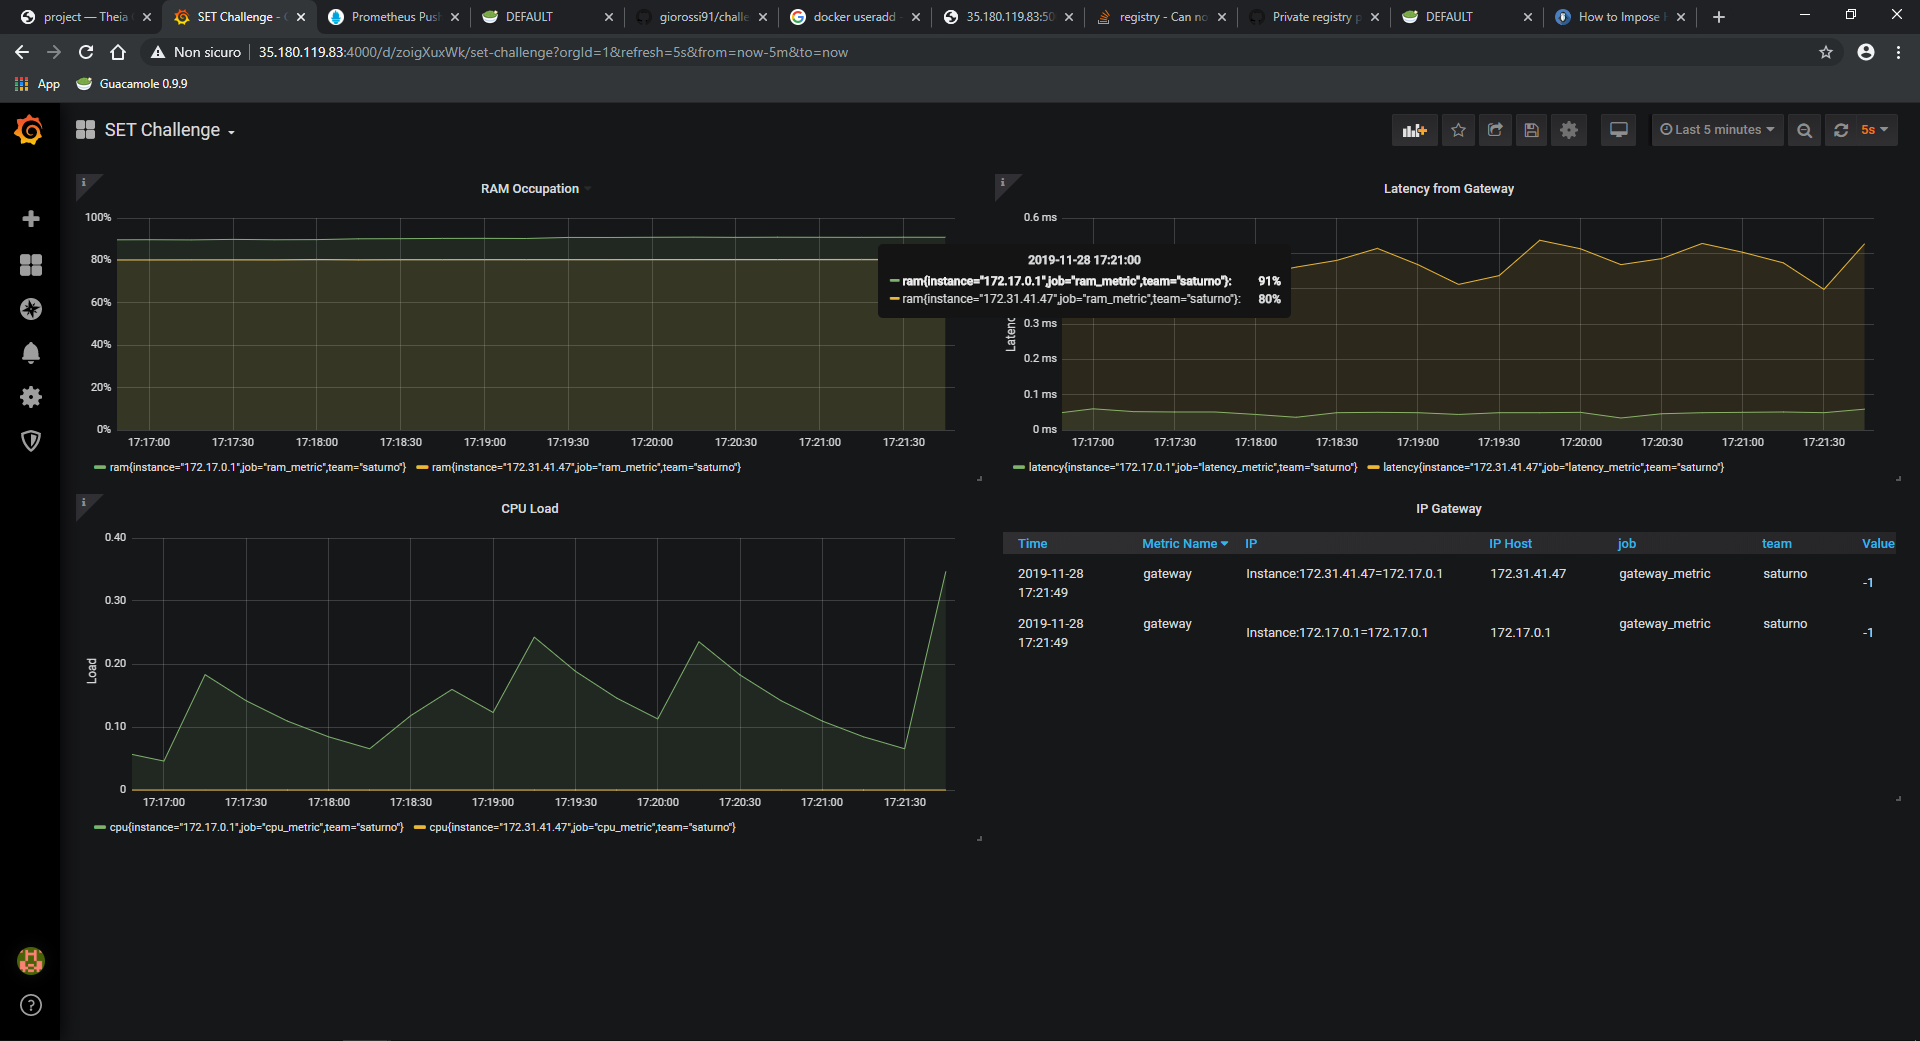 project — Theia
SET Challenge -
Prometheus Pus
DEFAULT
giorossi91/challe
docker useradd
35.180.119.83:50
registry - Can no
Private registry p
DEFAULT
How to Impose
Non sicuro
35.180.119.83:4000/d/zoigXuxWk/set-challenge?orgId=1&refresh=5s&from=now-5m&to=now
App
Guacamole 0.9.9
SET Challenge
Last 5 minutes
5s
RAM Occupation
100%
80%
60%
40%
20%
0%
17:17:00 17:17:30 17:18:00 17:18:30 17:19:00 17:19:30 17:20:00 17:20:30 17:21:00 17:21:30
ram{instance="172.17.0.1",job="ram_metric",team="saturno"} ram{instance="172.31.41.47",job="ram_metric",team="saturno"}
2019-11-28 17:21:00
ram{instance="172.17.0.1",job="ram_metric",team="saturno"}: 91%
ram{instance="172.31.41.47",job="ram_metric",team="saturno"}: 80%
Latency from Gateway
0.6 ms
0.3 ms
0.2 ms
0.1 ms
0 ms
Latenc
17:17:00 17:17:30 17:18:00 17:18:30 17:19:00 17:19:30 17:20:00 17:20:30 17:21:00 17:21:30
latency{instance="172.17.0.1",job="latency_metric",team="saturno"} latency{instance="172.31.41.47",job="latency_metric",team="saturno"}
CPU Load
0.40
0.30
0.20
0.10
0
Load
17:17:00 17:17:30 17:18:00 17:18:30 17:19:00 17:19:30 17:20:00 17:20:30 17:21:00 17:21:30
cpu{instance="172.17.0.1",job="cpu_metric",team="saturno"} cpu{instance="172.31.41.47",job="cpu_metric",team="saturno"}
IP Gateway
Time Metric Name IP IP Host job team Value
2019-11-28 gateway Instance:172.31.41.47=172.17.0.1 172.31.41.47 gateway_metric saturno -1
17:21:49
2019-11-28 gateway Instance:172.17.0.1=172.17.0.1 172.17.0.1 gateway_metric saturno -1
17:21:49